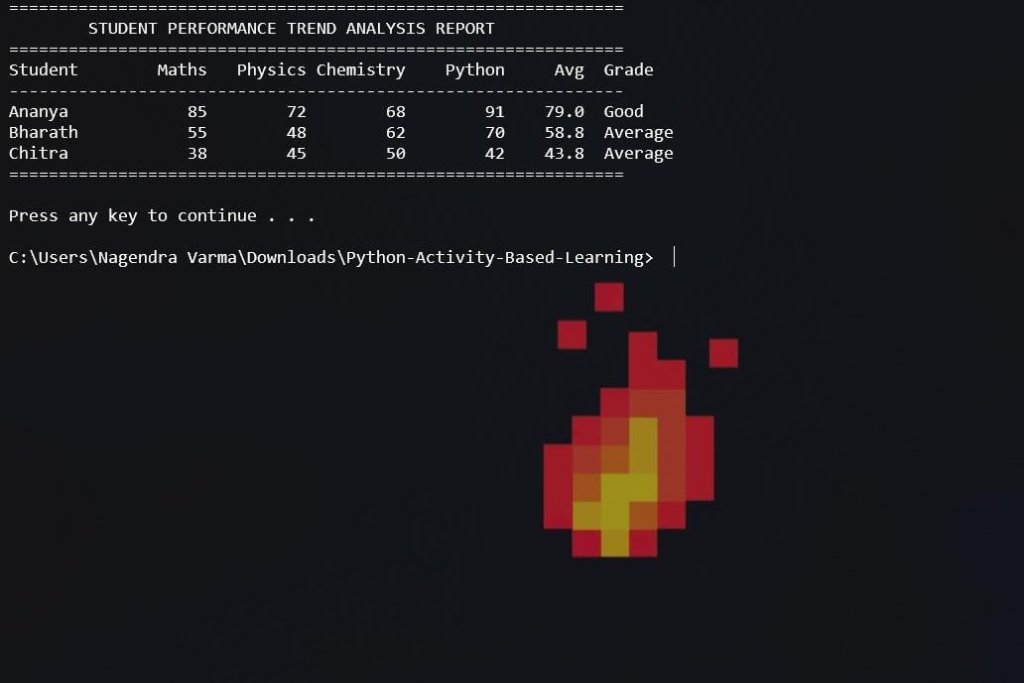 ==============================================================
        STUDENT PERFORMANCE TREND ANALYSIS REPORT
==============================================================
Student        Maths   Physics Chemistry    Python     Avg  Grade
--------------------------------------------------------------
Ananya            85        72        68        91    79.0  Good
Bharath           55        48        62        70    58.8  Average
Chitra            38        45        50        42    43.8  Average
==============================================================
Press any key to continue . . .
C:\Users\Nagendra Varma\Downloads\Python-Activity-Based-Learning>